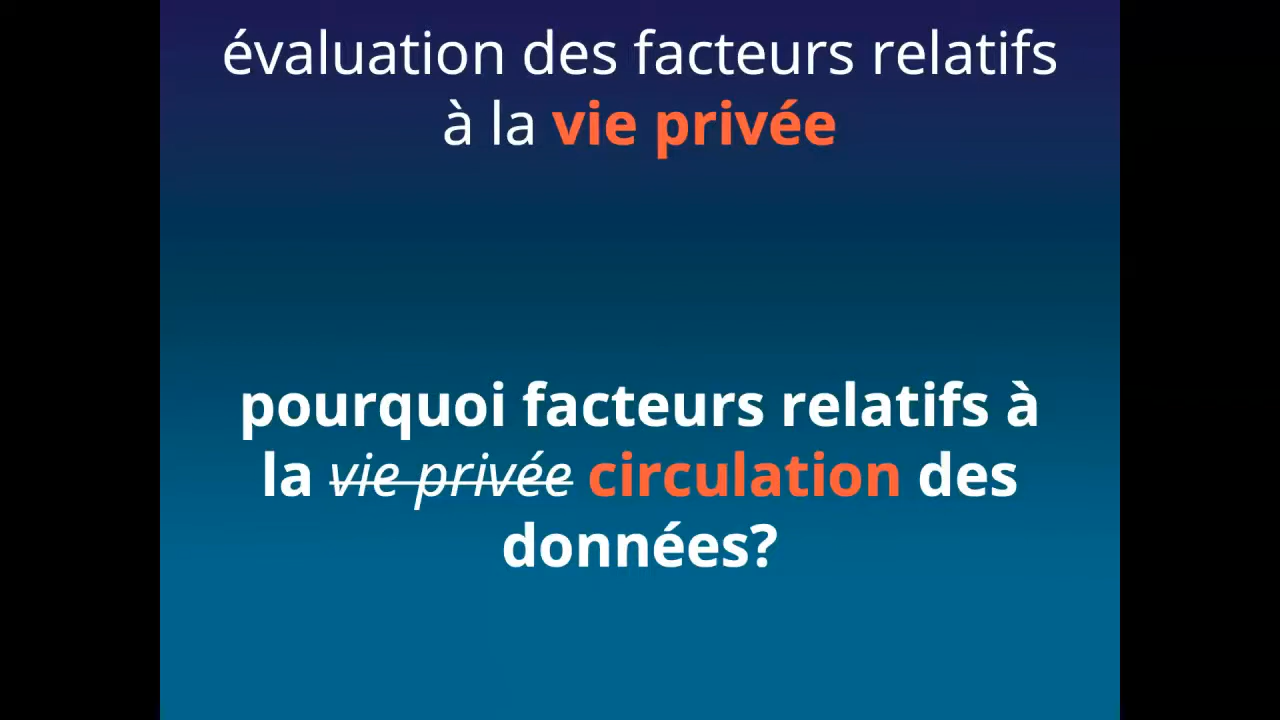 évaluation des facteurs relatifs
à la vie privée
pourquoi facteurs relatifs à
la vie privée circulation des
données?